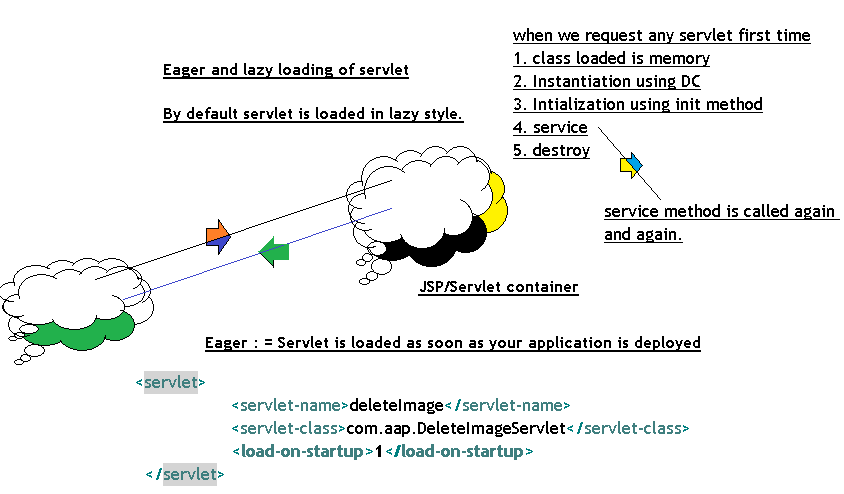 Eager and lazy loading of servlet
By default servlet is loaded in lazy style.
when we request any servlet first time
1. class loaded is memory
2. Instantiation using DC
3. Intialization using init method
4. service
5. destroy
service method is called again
and again.
JSP/Servlet container
Eager : = Servlet is loaded as soon as your application is deployed
<servlet>
<servlet-name>deleteImage</servlet-name>
<servlet-class>com.aap.DeleteImageServlet</servlet-class>
<load-on-startup>1</load-on-startup>
</servlet>